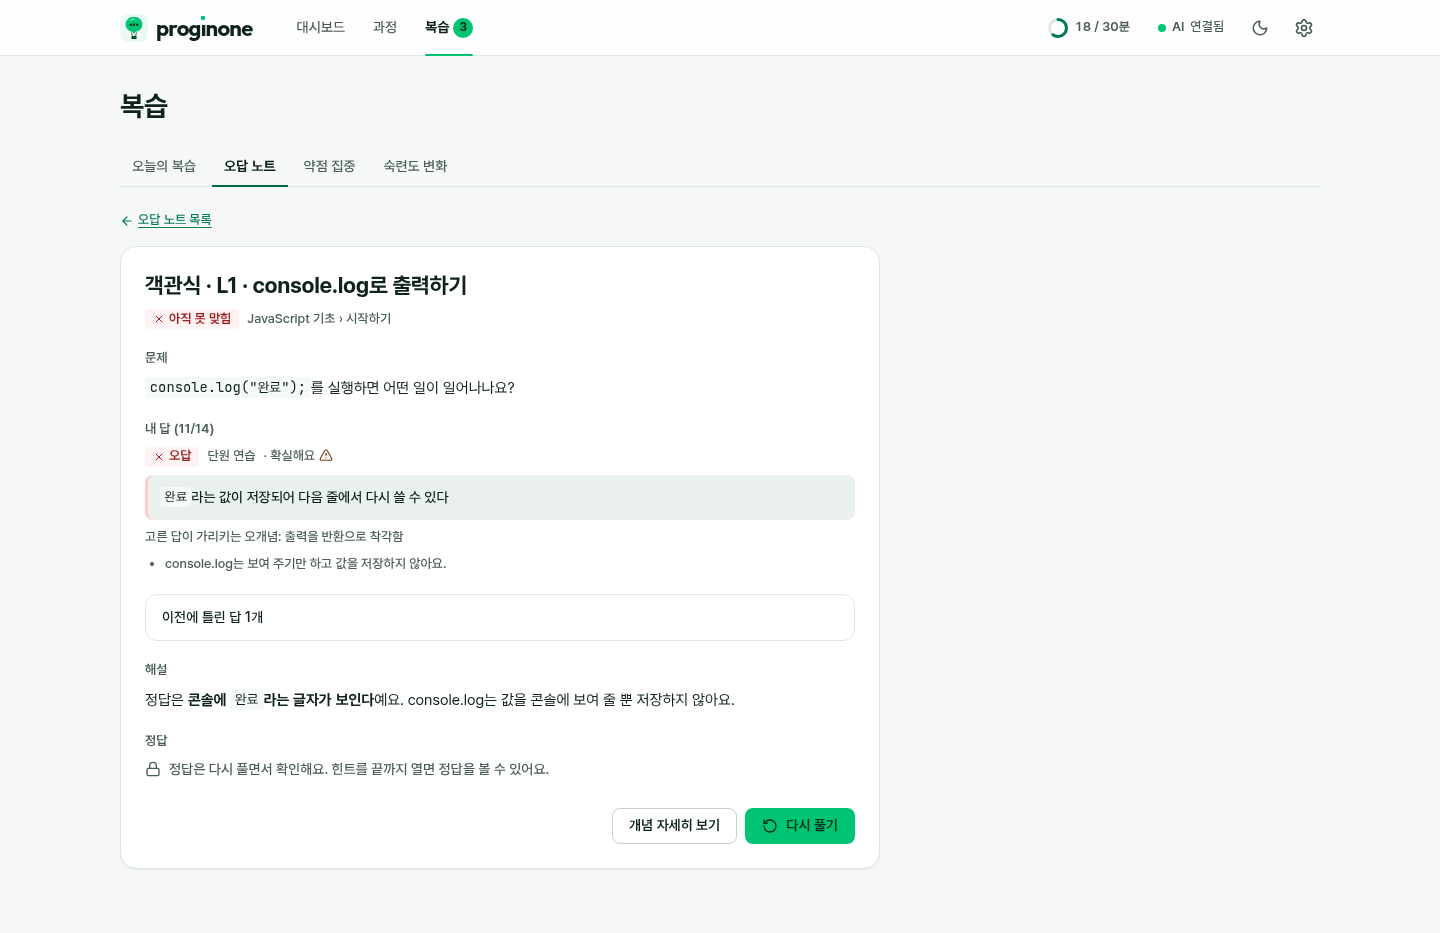 proginone
대시보드
과정
복습 3
18 / 30분
AI 연결됨
복습
오늘의 복습
오답 노트
약점 집중
숙련도 변화
← 오답 노트 목록
객관식 · L1 · console.log로 출력하기
× 아직 못 맞힘 JavaScript 기초 › 시작하기
문제
console.log("완료"); 를 실행하면 어떤 일이 일어나나요?
내 답 (11/14)
× 오답 단원 연습 · 확실해요
완료 라는 값이 저장되어 다음 줄에서 다시 쓸 수 있다
고른 답이 가리키는 오개념: 출력을 반환으로 착각함
• console.log는 보여 주기만 하고 값을 저장하지 않아요.
이전에 틀린 답 1개
해설
정답은 콘솔에 완료 라는 글자가 보인다예요. console.log는 값을 콘솔에 보여 줄 뿐 저장하지 않아요.
정답
정답은 다시 풀면서 확인해요. 힌트를 끝까지 열면 정답을 볼 수 있어요.
개념 자세히 보기
다시 풀기